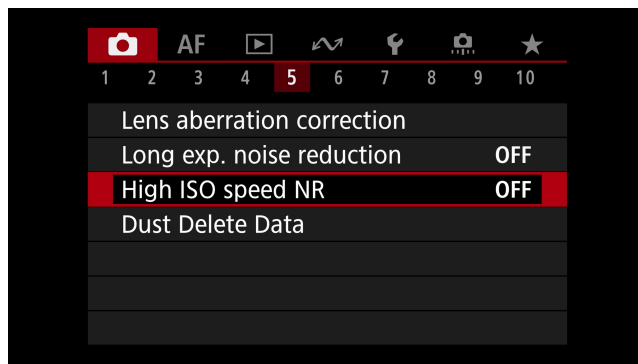 AF
1 2 3 4 5 6 7 8 9 10
Lens aberration correction
Long exp. noise reduction OFF
High ISO speed NR OFF
Dust Delete Data